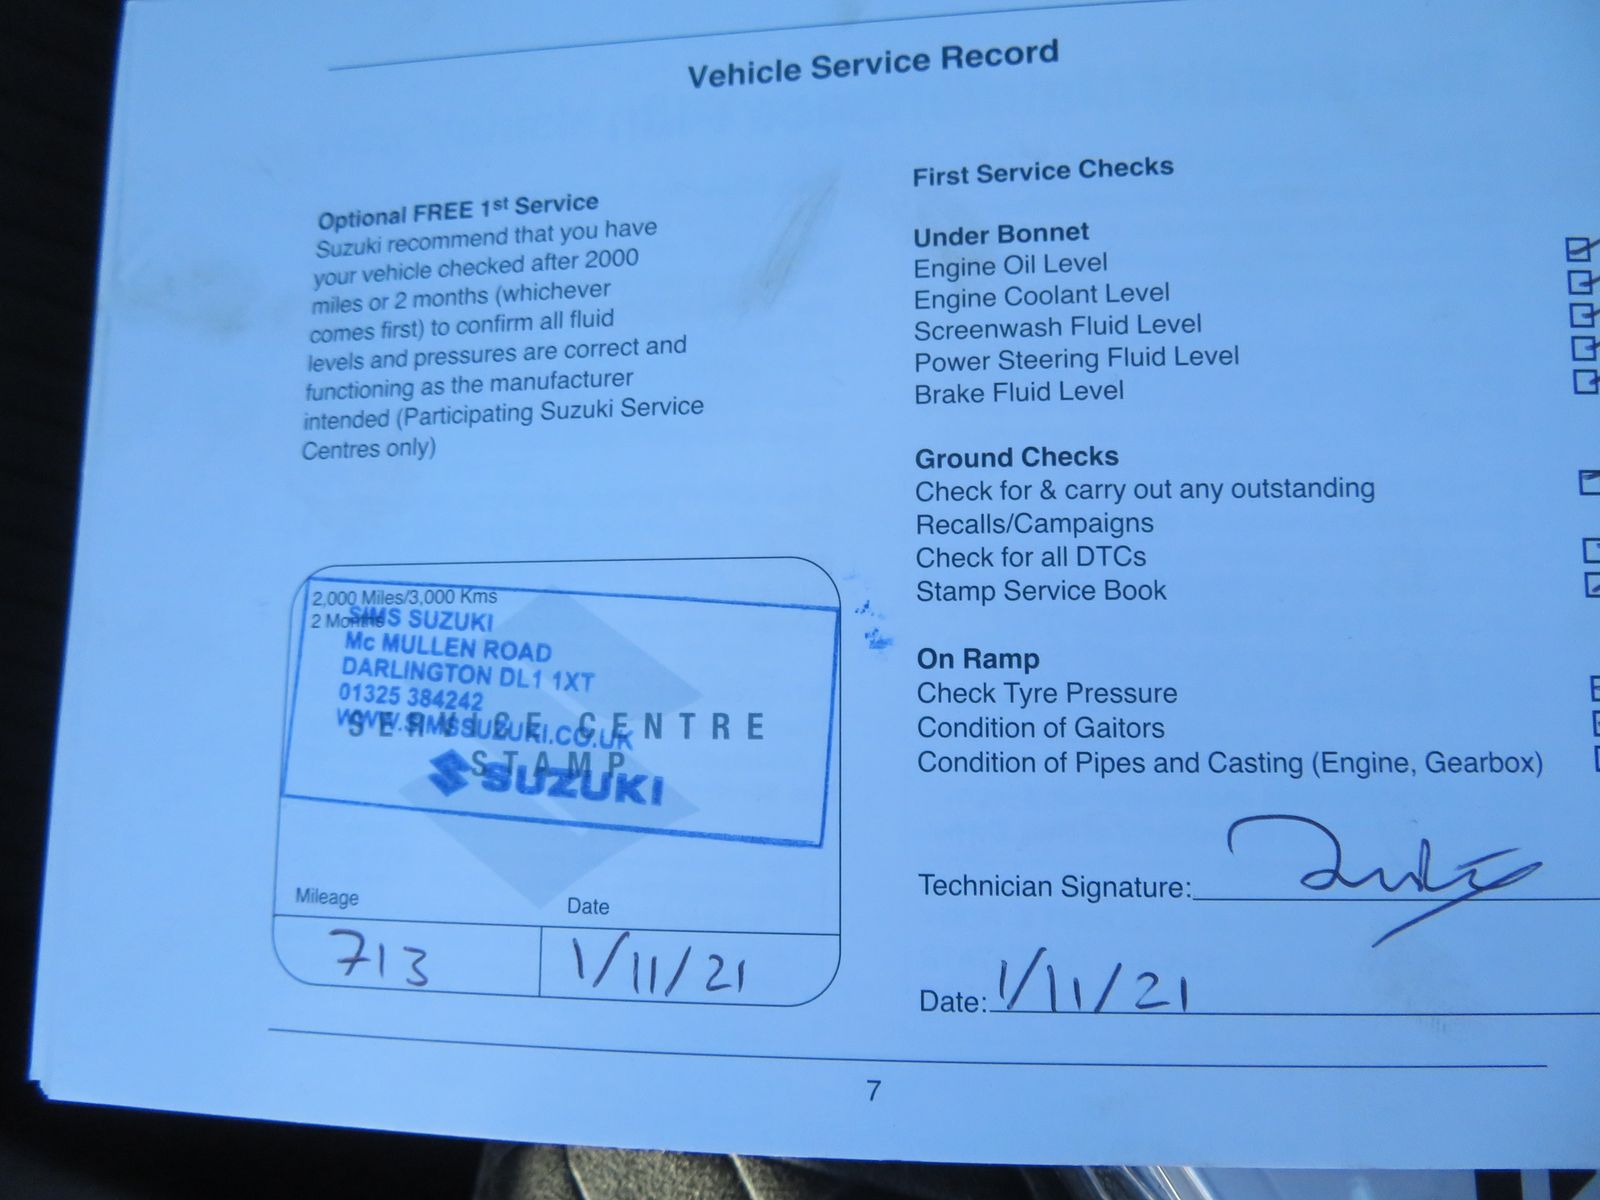 Vehicle Service Record
Optional FREE 1st Service
Suzuki recommend that you have
your vehicle checked after 2000
miles or 2 months (whichever
comes first) to confirm all fluid
levels and pressures are correct and
functioning as the manufacturer
intended (Participating Suzuki Service
Centres only)
2,000 Miles/3,000 Kms
2 Months
SIMS SUZUKI
Mc MULLEN ROAD
DARLINGTON DL1 1XT
01325 384242
WWW.SIMSSUZUKI.CO.UK
SERVICE CENTRE
STAMP
SUZUKI
Mileage
Date
713
1/11/21
First Service Checks
Under Bonnet
Engine Oil Level
Engine Coolant Level
Screenwash Fluid Level
Power Steering Fluid Level
Brake Fluid Level
Ground Checks
Check for & carry out any outstanding
Recalls/Campaigns
Check for all DTCs
Stamp Service Book
On Ramp
Check Tyre Pressure
Condition of Gaitors
Condition of Pipes and Casting (Engine, Gearbox)
Technician Signature:
Date: 1/11/21
7